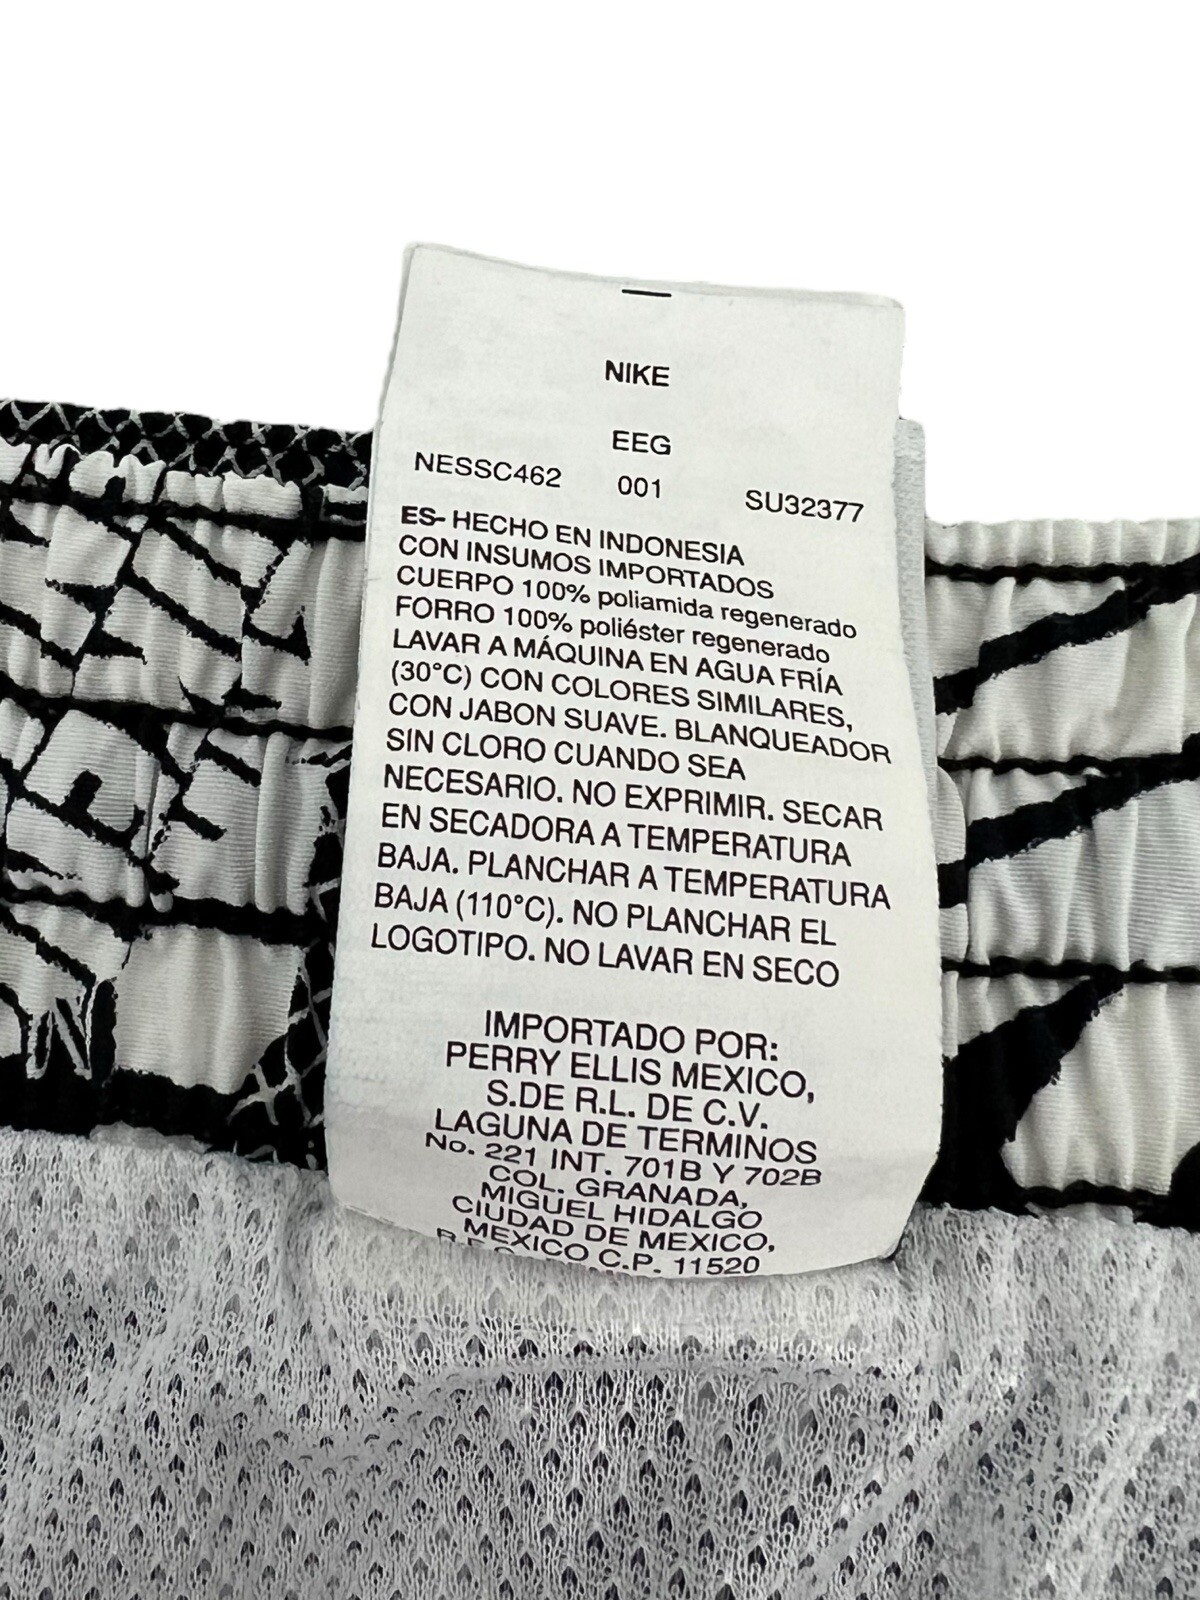 NIKE
EEG
NESSC462 001 SU32377
ES- HECHO EN INDONESIA
CON INSUMOS IMPORTADOS
CUERPO 100% poliamida regenerado
FORRO 100% poliéster regenerado
LAVAR A MÁQUINA EN AGUA FRÍA
(30°C) CON COLORES SIMILARES,
CON JABON SUAVE. BLANQUEADOR
SIN CLORO CUANDO SEA
NECESARIO. NO EXPRIMIR. SECAR
EN SECADORA A TEMPERATURA
BAJA. PLANCHAR A TEMPERATURA
BAJA (110°C). NO PLANCHAR EL
LOGOTIPO. NO LAVAR EN SECO
IMPORTADO POR:
PERRY ELLIS MEXICO,
S.DE R.L. DE C.V.
LAGUNA DE TERMINOS
No. 221 INT. 701B Y 702B
COL. GRANADA,
MIGUEL HIDALGO
CIUDAD DE MEXICO,
MEXICO C.P. 11520